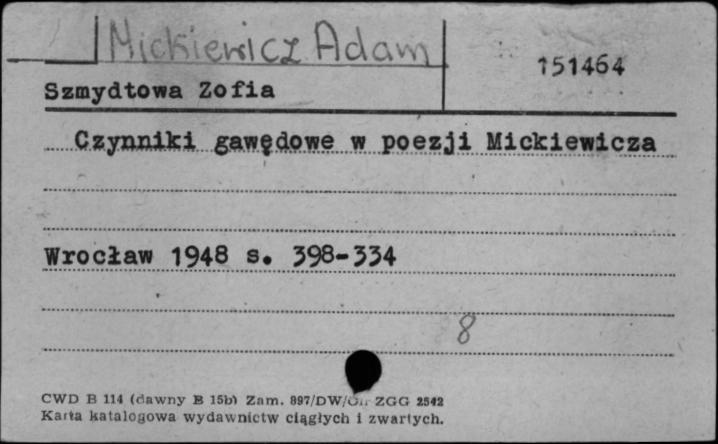 Mickiewicz Adam
151464
Szmydtowa Zofia
Czynniki gawędowe w poezji Mickiewicza
Wrocław 1948 s. 398-334
8
CWD B 114 (dawny B 15b) Zam. 897/DW/ ZGG 2542
Karta katalogowa wydawnictw ciągłych i zwartych.